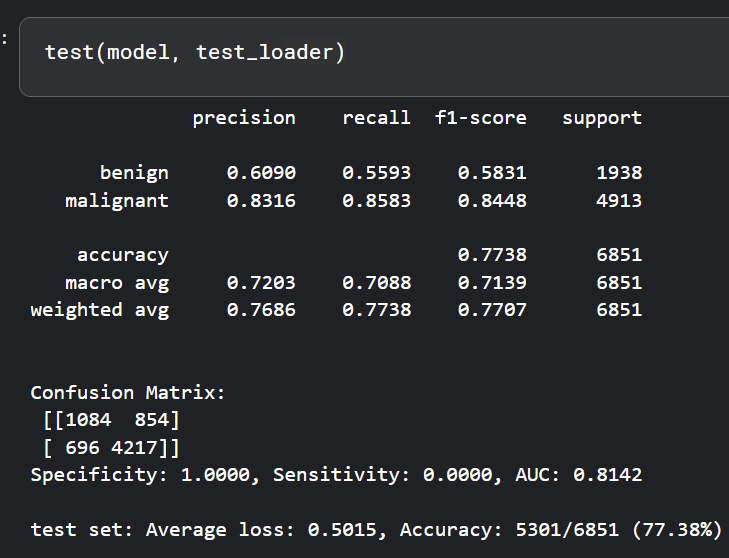 :
test(model, test_loader)
precision recall f1-score support
benign 0.6090 0.5593 0.5831 1938
malignant 0.8316 0.8583 0.8448 4913
accuracy 0.7738 6851
macro avg 0.7203 0.7088 0.7139 6851
weighted avg 0.7686 0.7738 0.7707 6851
Confusion Matrix:
[[1084 854]
[ 696 4217]]
Specificity: 1.0000, Sensitivity: 0.0000, AUC: 0.8142
test set: Average loss: 0.5015, Accuracy: 5301/6851 (77.38%)